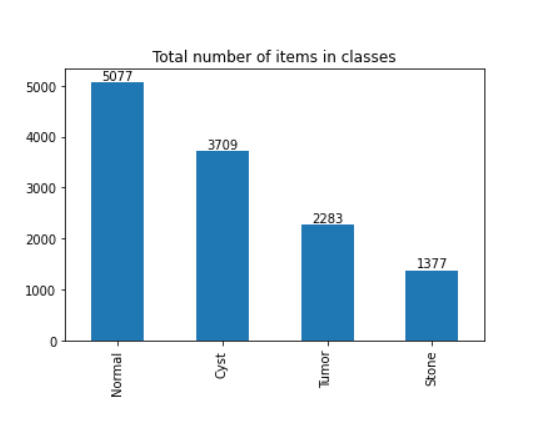 Total number of items in classes
5077
5000
4000
3709
3000
2283
2000
1377
1000
0
Normal
Cyst
Tumor
Stone